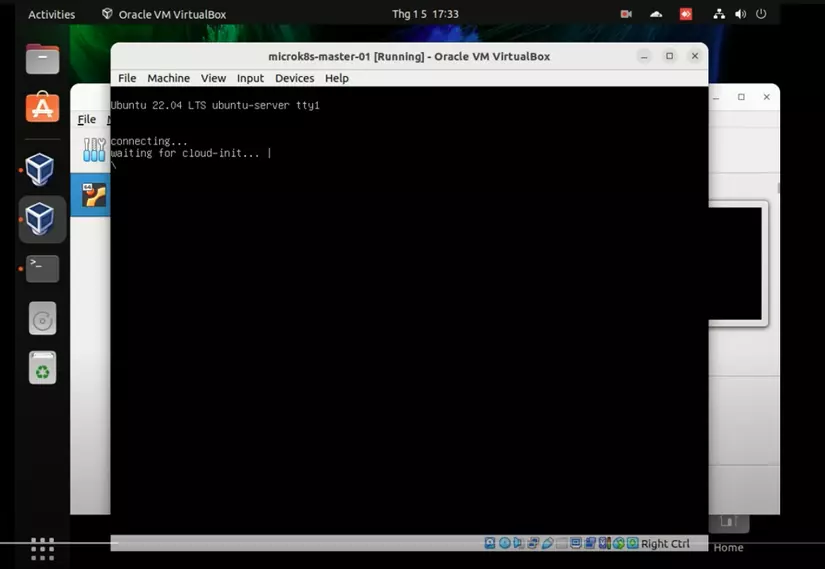 Activities
Oracle VM VirtualBox
Thg 1 5 17:33
microk8s-master-01 [Running] - Oracle VM VirtualBox
File Machine View Input Devices Help
File
Ubuntu 22.04 LTS ubuntu-server tty1
connecting...
waiting for cloud-init... |
\
64
>_
Right Ctrl
Home